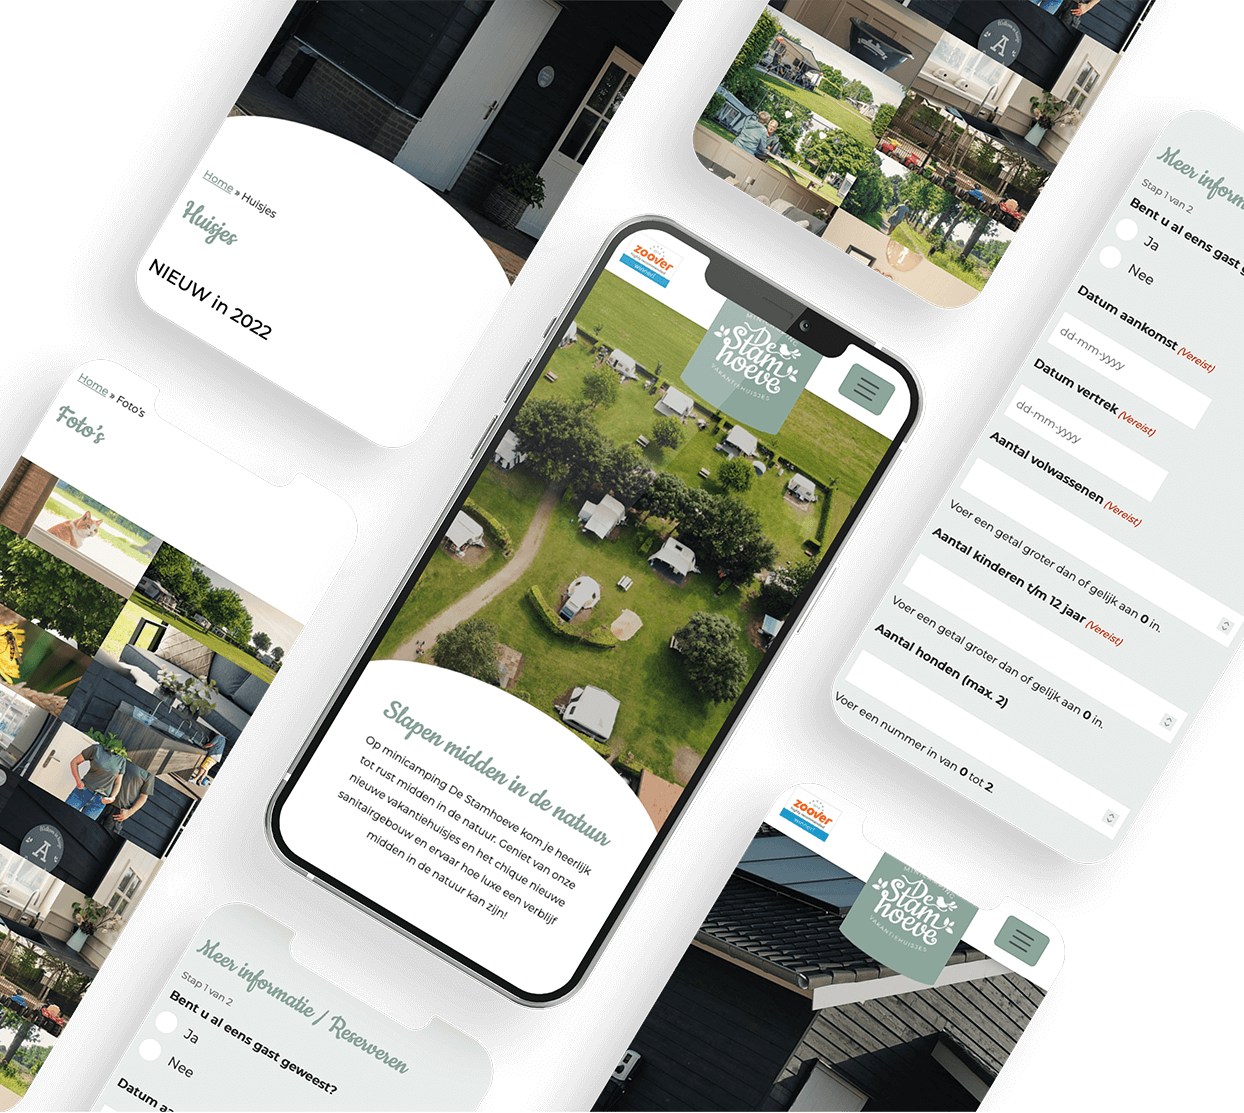 Home » Huisjes
Huisjes
NIEUW in 2022
Home » Foto's
Foto's
A
zoover
winner!
De
Stam
hoeve
VAKANTIEHUISJES
Slapen midden in de natuur
Op minicamping De Stamhoeve kom je heerlijk
tot rust midden in de natuur. Geniet van onze
nieuwe vakantiehuisjes en het chique nieuwe
sanitairgebouw en ervaar hoe luxe een verblijf
midden in de natuur kan zijn!
A
Meer inform
Stap 1 van 2
Bent u al eens gast g
Ja
Nee
Datum aankomst (Vereist)
dd-mm-yyyy
Datum vertrek (Vereist)
dd-mm-yyyy
Aantal volwassenen (Vereist)
Voer een getal groter dan of gelijk aan 0 in.
Aantal kinderen t/m 12 jaar (Vereist)
Voer een getal groter dan of gelijk aan 0 in.
Aantal honden (max. 2)
Voer een nummer in van 0 tot 2.
Meer informatie / Reserveren
Stap 1 van 2
Bent u al eens gast geweest?
Ja
Nee
Datum aa
zoover
winner!
De
Stam
hoeve
VAKANTIEHUISJES